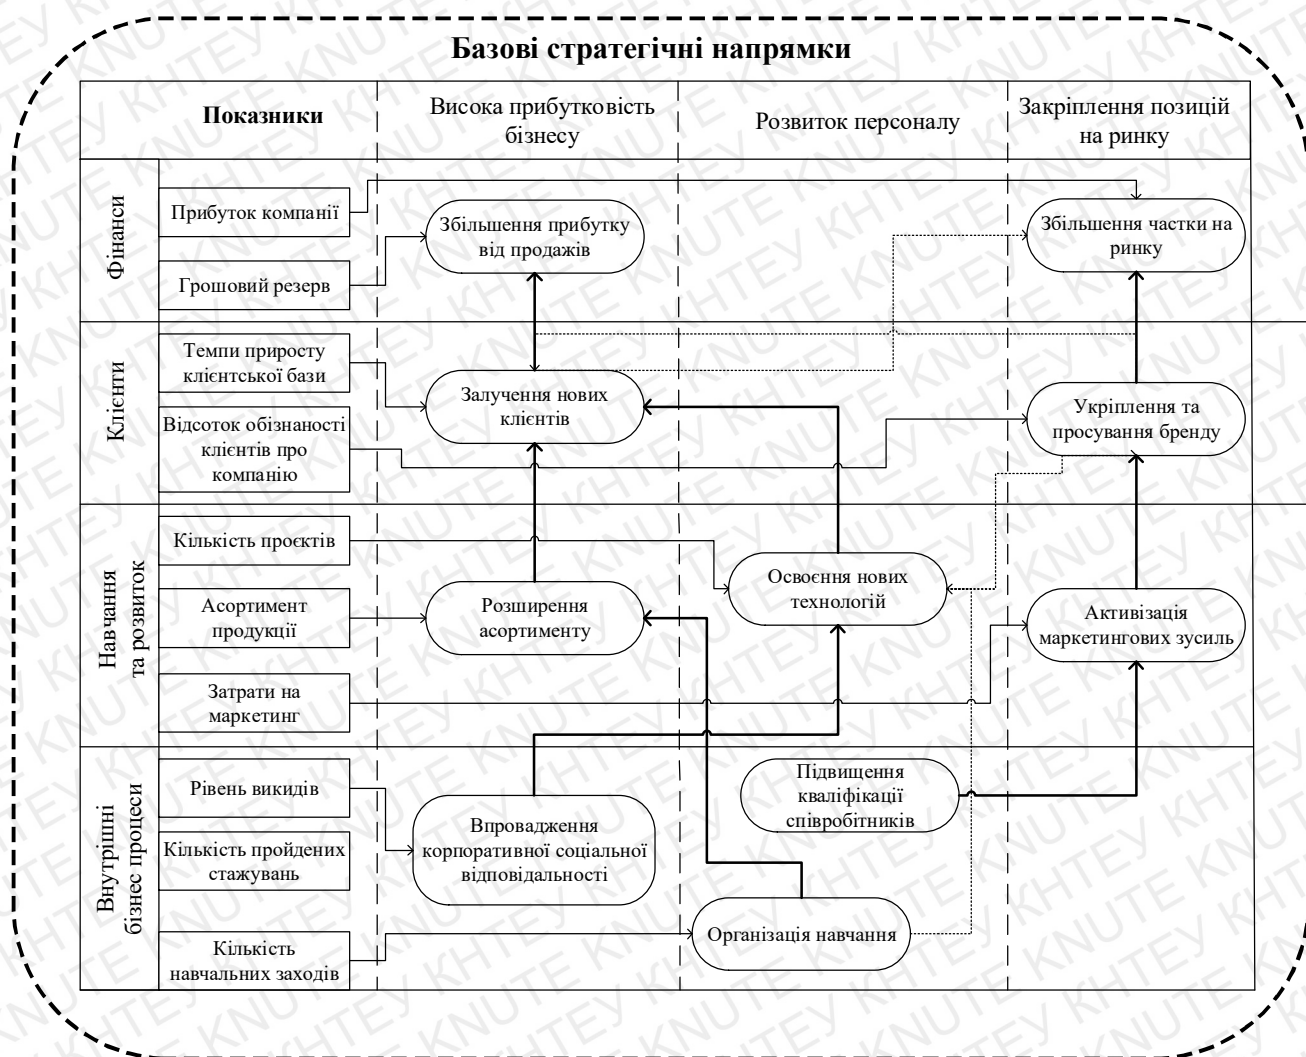 Базові стратегічні напрямки
Показники
Висока прибутковість
бізнесу
Розвиток персоналу
Закріплення позицій
на ринку
Фінанси
Прибуток компанії
Грошовий резерв
Збільшення прибутку
від продажів
Збільшення частки на
ринку
Клієнти
Темпи приросту
клієнтської бази
Відсоток обізнаності
клієнтів про
компанію
Залучення нових
клієнтів
Укріплення та
просування бренду
Навчання
та розвиток
Кількість проєктів
Асортимент
продукції
Затрати на
маркетинг
Розширення
асортименту
Освоєння нових
технологій
Активізація
маркетингових зусиль
Внутрішні
бізнес процеси
Рівень викидів
Кількість пройдених
стажувань
Кількість
навчальних заходів
Впровадження
корпоративної соціальної
відповідальності
Підвищення
кваліфікації
співробітників
Організація навчання
КНТЕУ KNUTE